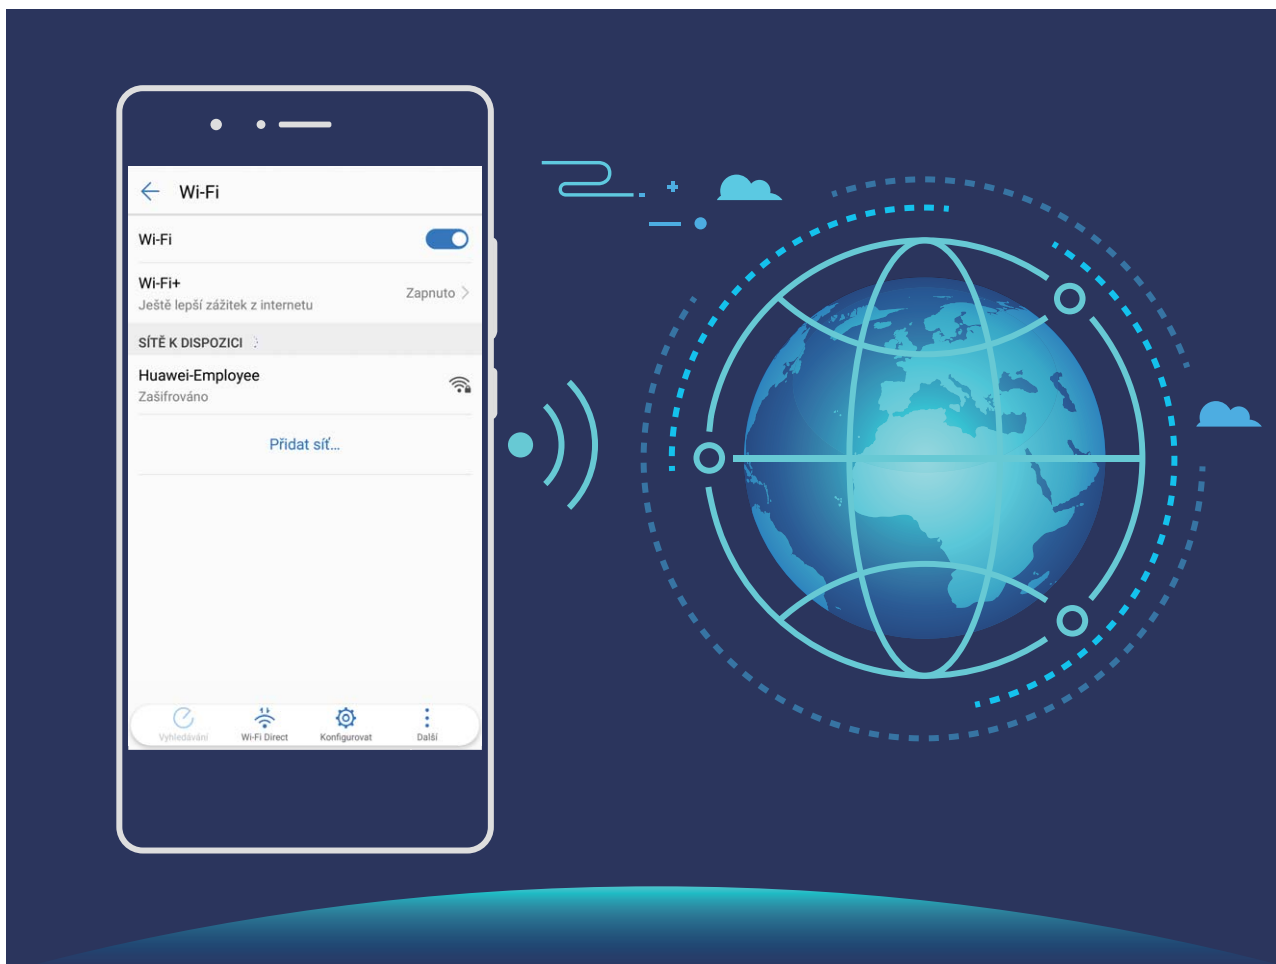 Wi-Fi
Wi-Fi
Wi-Fi+
Ještě lepší zážitek z internetu
Zapnuto
SÍTĚ K DISPOZICI
Huawei-Employee
Zašifrováno
Přidat síť...
Vyhledávání
Wi-Fi Direct
Konfigurovat
Další